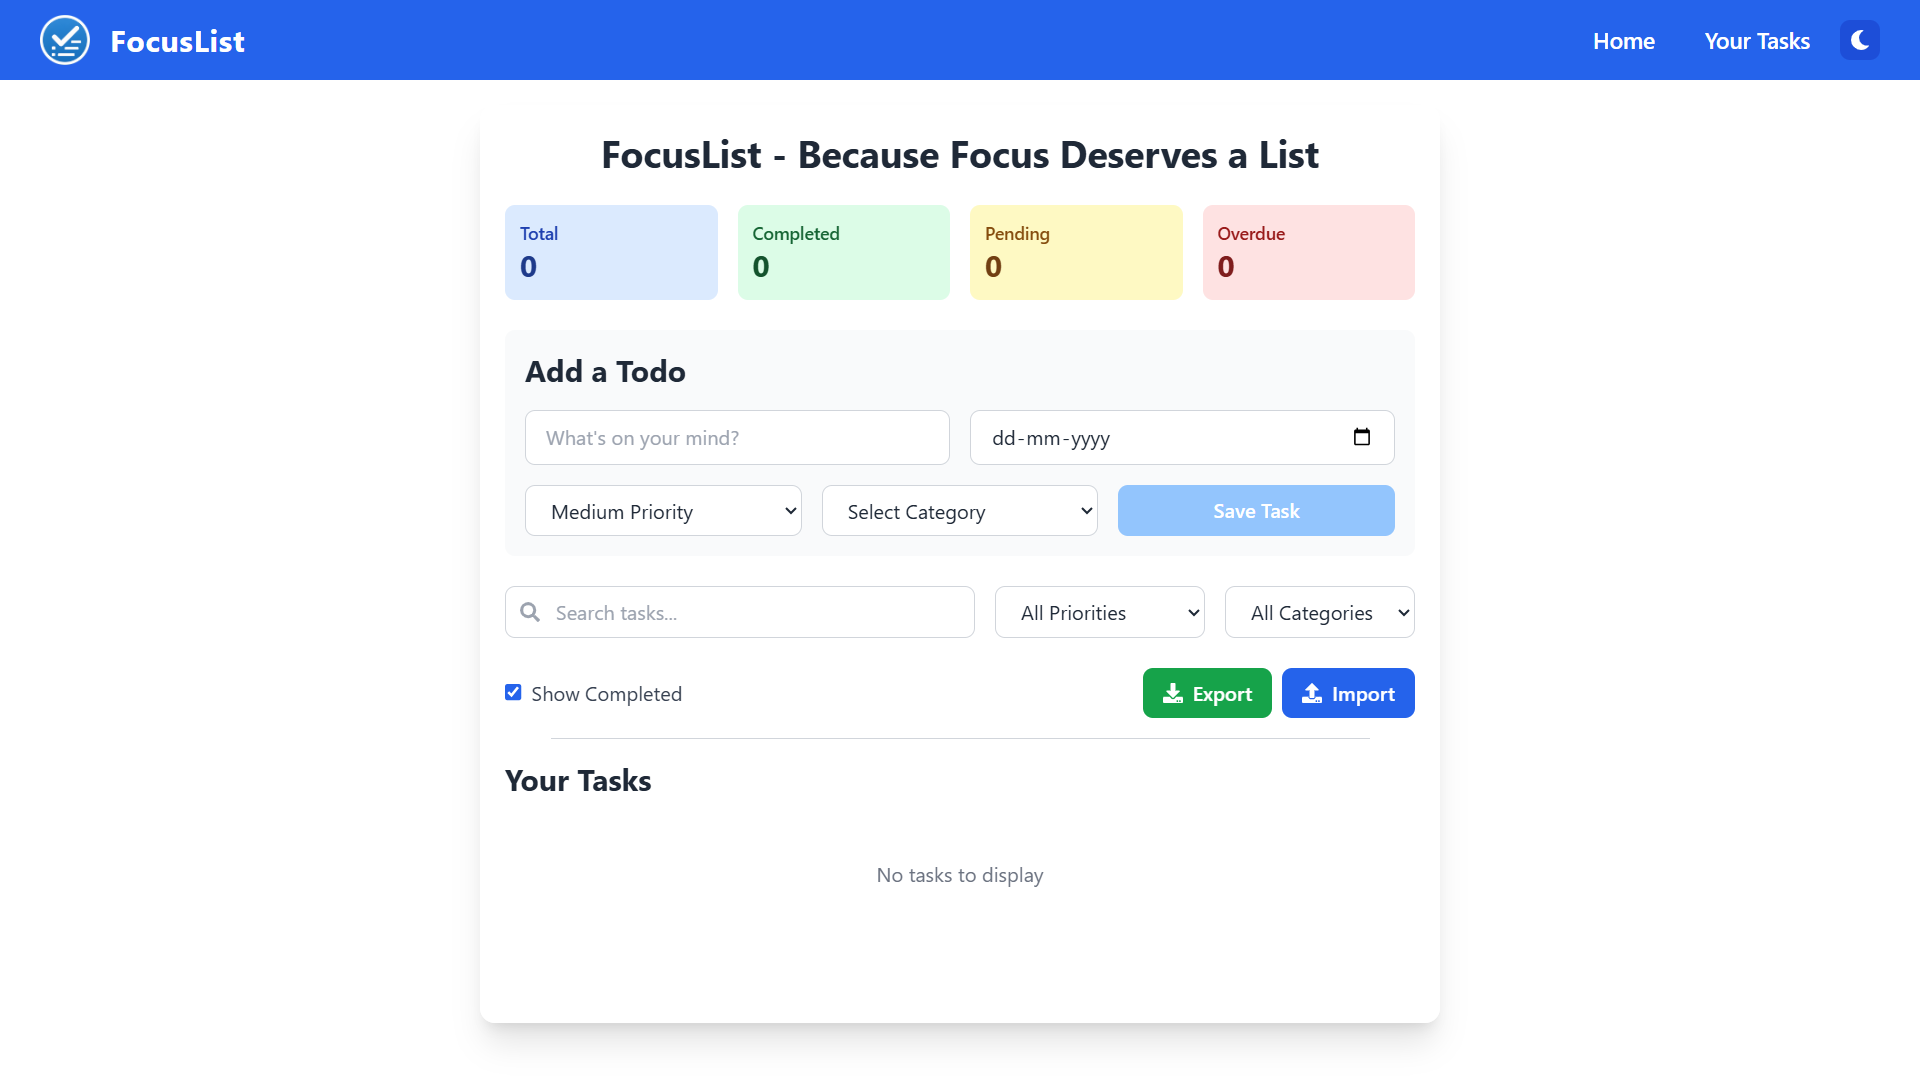 FocusList
Home
Your Tasks
FocusList - Because Focus Deserves a List
Total
0
Completed
0
Pending
0
Overdue
0
Add a Todo
What's on your mind?
dd-mm-yyyy
Medium Priority
Select Category
Save Task
Search tasks...
All Priorities
All Categories
Show Completed
Export
Import
Your Tasks
No tasks to display